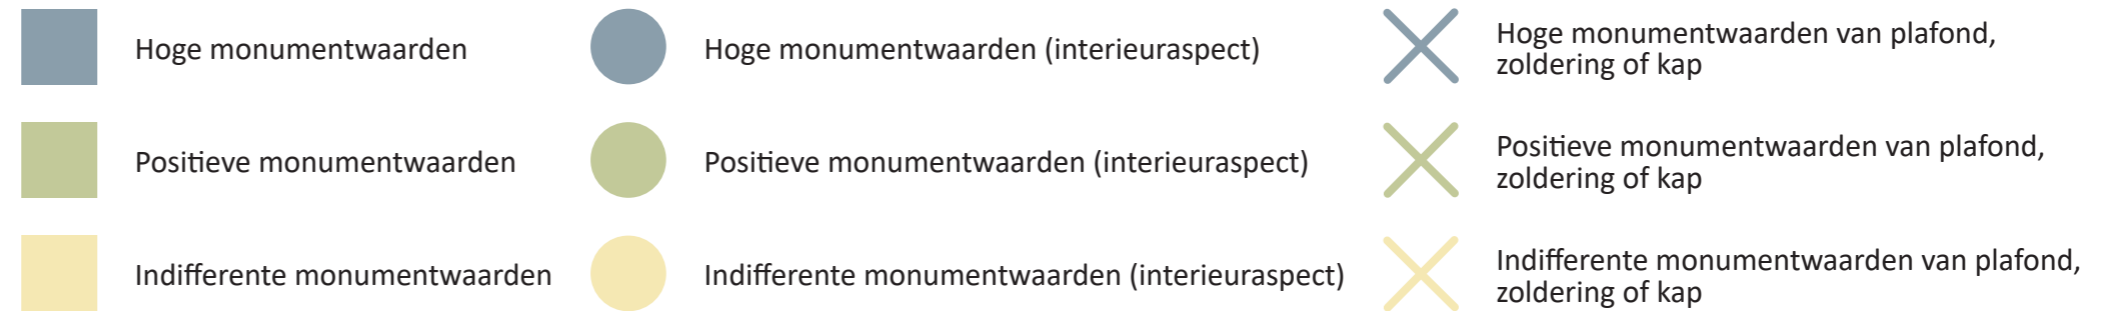 Hoge monumentwaarden
Hoge monumentwaarden (interieuraspect)
Hoge monumentwaarden van plafond,
zoldering of kap
Positieve monumentwaarden
Positieve monumentwaarden (interieuraspect)
Positieve monumentwaarden van plafond,
zoldering of kap
Indifferente monumentwaarden
Indifferente monumentwaarden (interieuraspect)
Indifferente monumentwaarden van plafond,
zoldering of kap